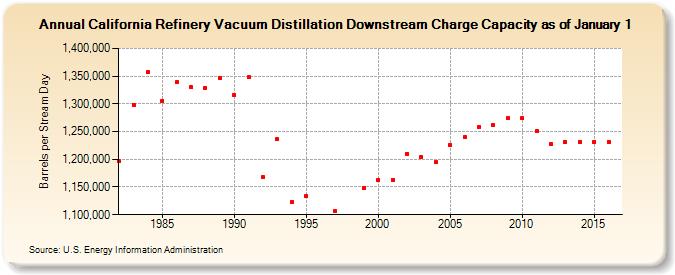 Annual California Refinery Vacuum Distillation Downstream Charge Capacity as of January 1
Barrels per Stream Day
1,400,000
1,350,000
1,300,000
1,250,000
1,200,000
1,150,000
1,100,000
1985 1990 1995 2000 2005 2010 2015
Source: U.S. Energy Information Administration